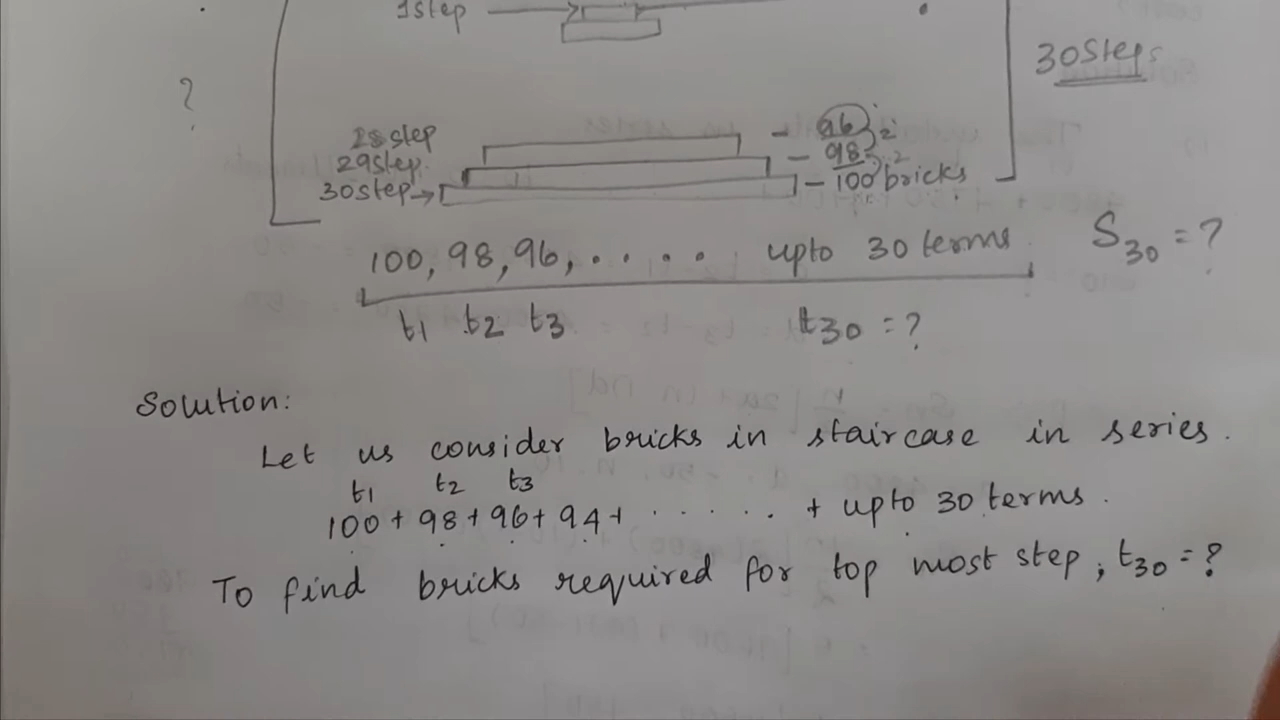 1step
30steps
?
28 step - 96 2
29step. - 98 2
30step → - 100 bricks
100, 98, 96, . . . . upto 30 terms S30 = ?
t1 t2 t3 t30 = ?
Solution:
Let us consider bricks in staircase in series.
t1 t2 t3
100 + 98 + 96 + 94 + . . . . . . + upto 30 terms.
To find bricks required for top most step, t30 = ?